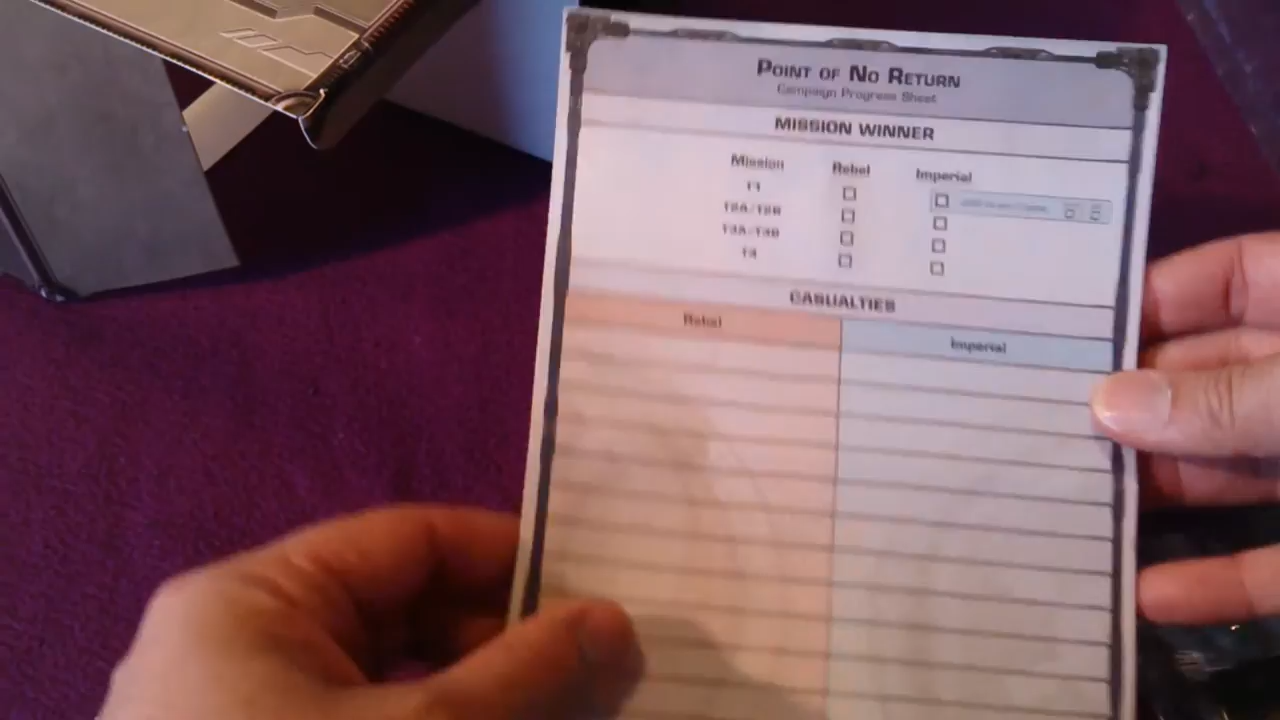 POINT OF NO RETURN
Campaign Progress Sheet
MISSION WINNER
Mission Rebel Imperial
T1
T2A/T2B
T3A/T3B
T4
CASUALTIES
Rebel Imperial